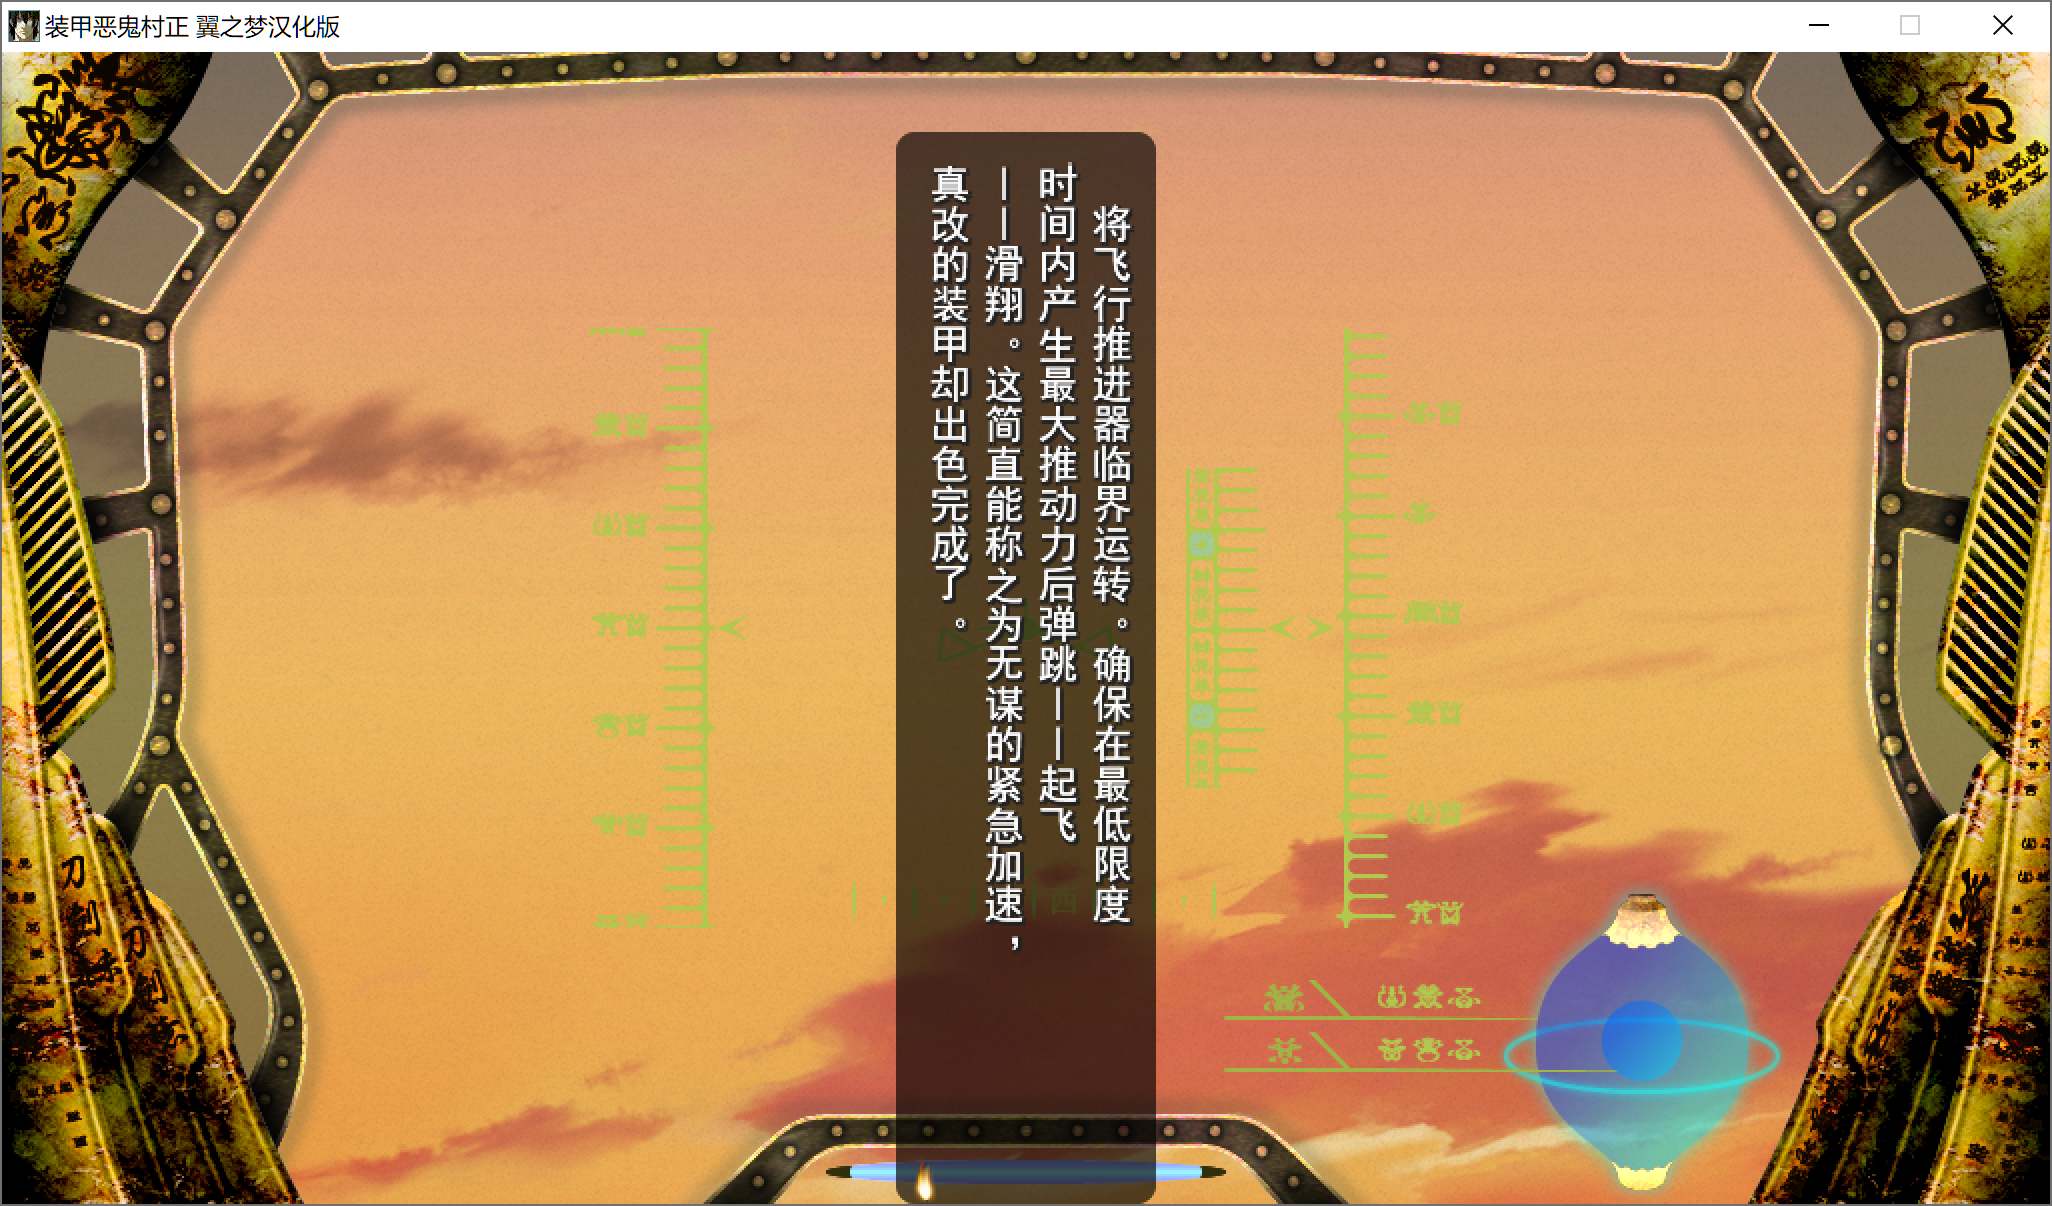 装甲恶鬼村正 翼之梦汉化版
将飞行推进器临界运转。确保在最低限度
时间内产生最大推动力后弹跳——起飞
——滑翔。这简直能称之为无谋的紧急加速，
真改的装甲却出色完成了。
西